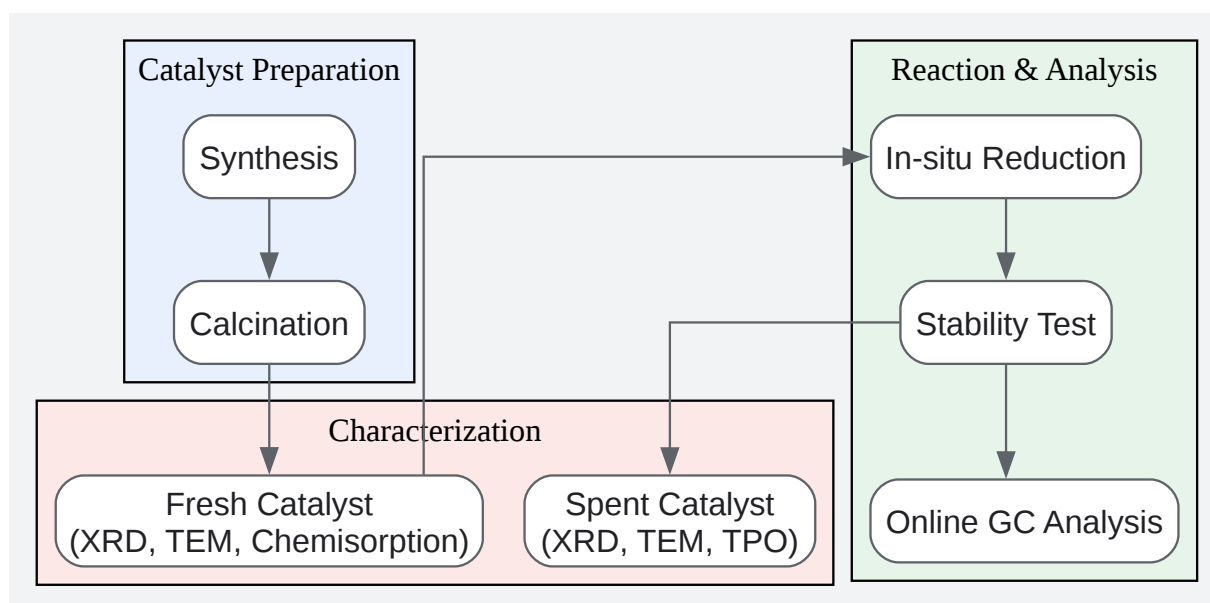 Catalyst Preparation
Synthesis
Calcination
Characterization
Fresh Catalyst
(XRD, TEM, Chemisorption)
Spent Catalyst
(XRD, TEM, TPO)
Reaction & Analysis
In-situ Reduction
Stability Test
Online GC Analysis